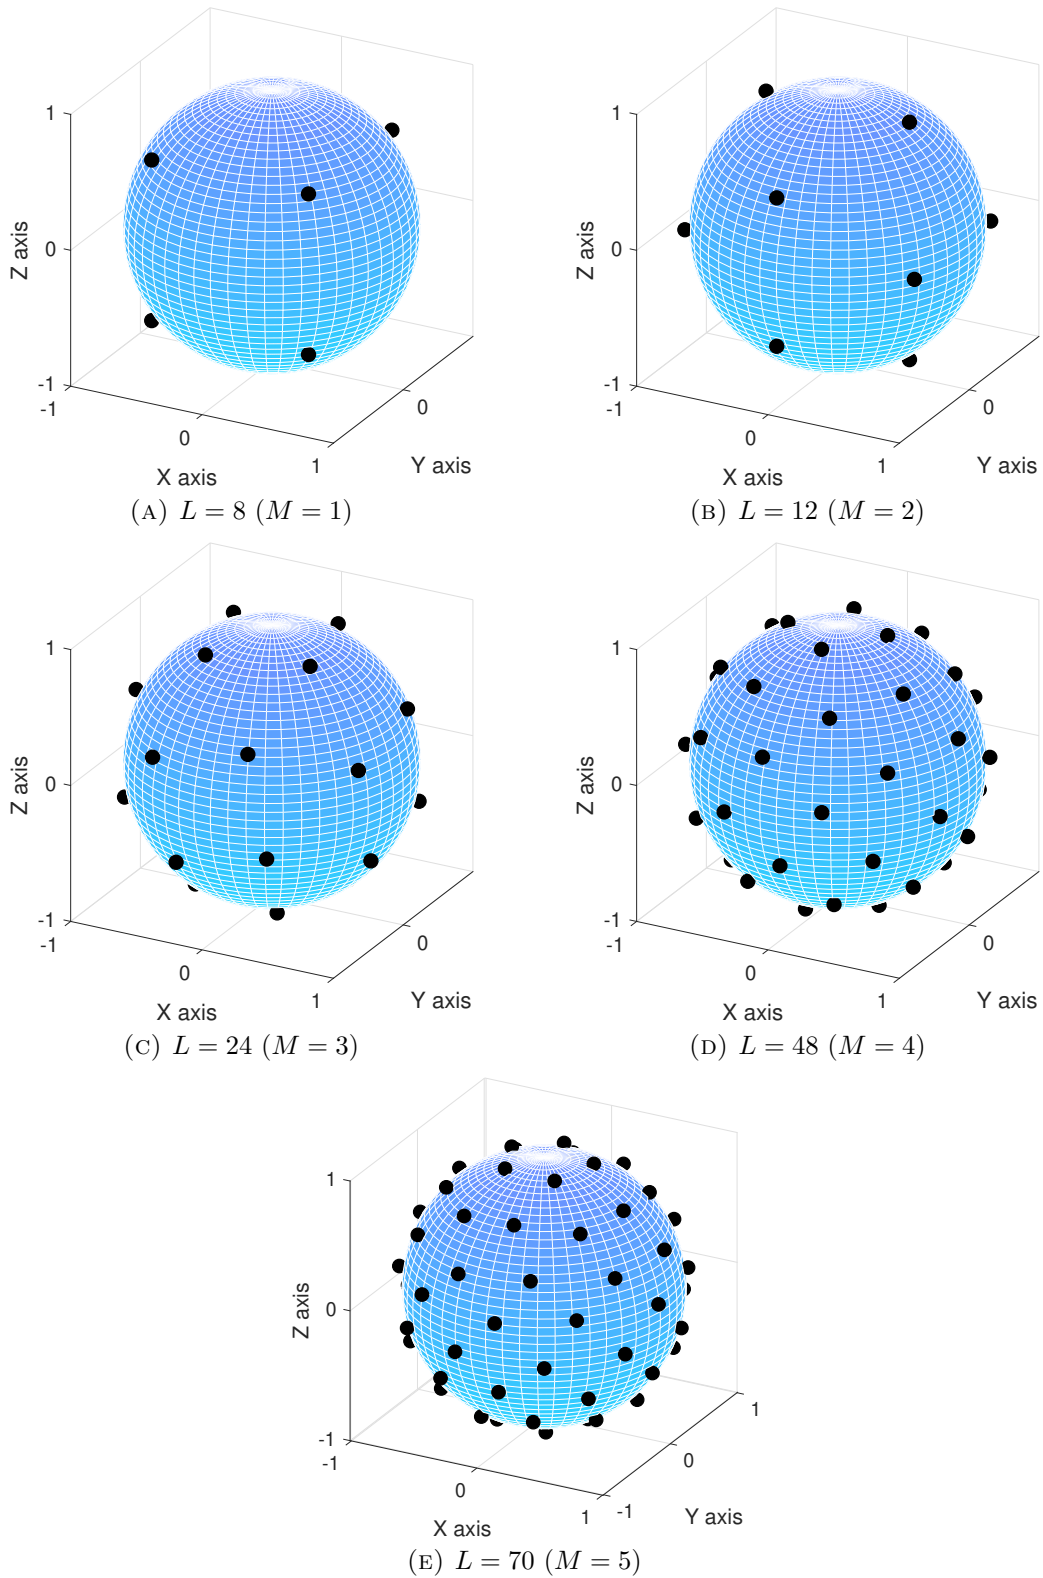 1
0
-1
Z axis
-1
0
1
X axis
0
Y axis
(A) L = 8 (M = 1)
1
0
-1
Z axis
-1
0
1
X axis
0
Y axis
(B) L = 12 (M = 2)
1
0
-1
Z axis
-1
0
1
X axis
0
Y axis
(C) L = 24 (M = 3)
1
0
-1
Z axis
-1
0
1
X axis
0
Y axis
(D) L = 48 (M = 4)
1
0
-1
Z axis
-1
0
1
X axis
-1
0
1
Y axis
(E) L = 70 (M = 5)